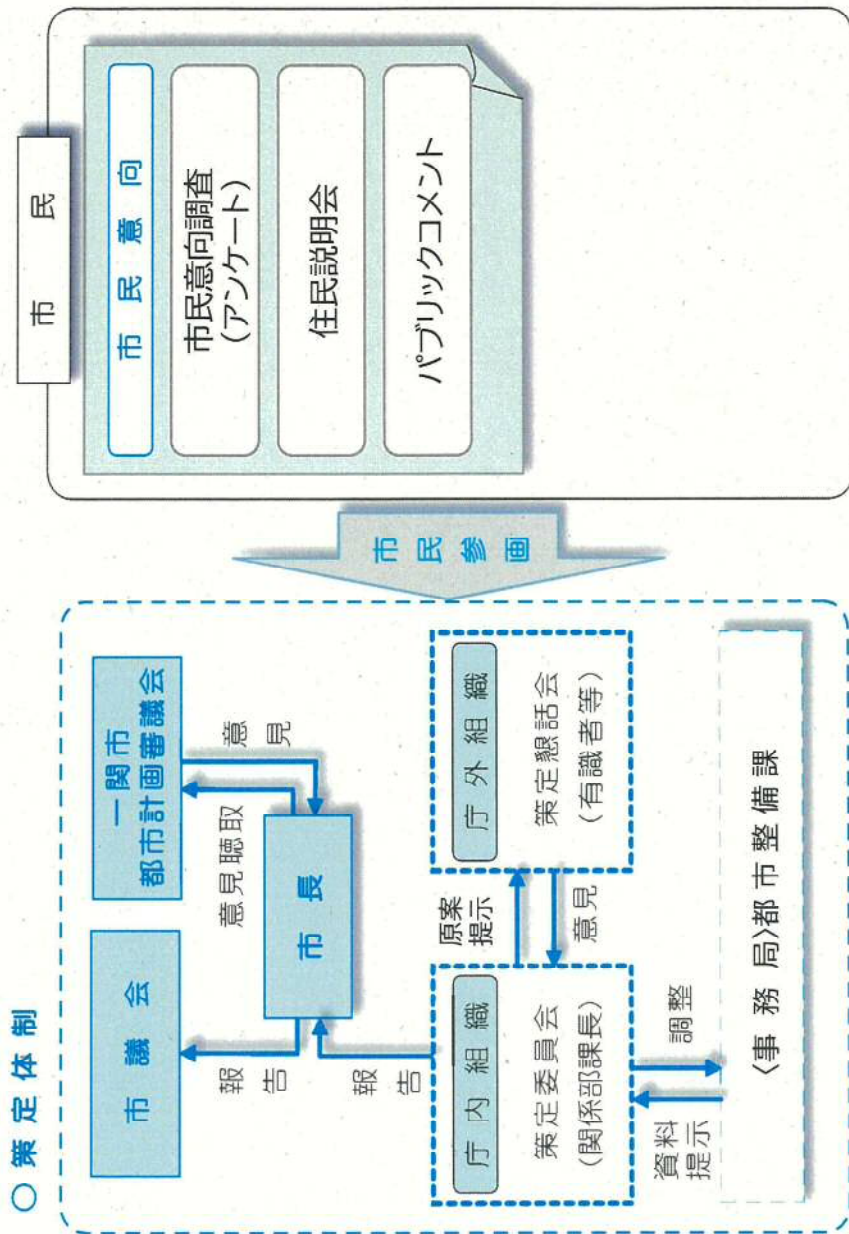 ○策定体制
市議会
一関市
都市計画審議会
報告
意見聴取
意見
市長
報告
庁内組織
策定委員会
(関係部課長)
原案
提示
意見
庁外組織
策定懇話会
(有識者等)
資料
提示
調整
〈事務局〉都市整備課
市民参画
市民
市民意向
市民意向調査
(アンケート)
住民説明会
パブリックコメント